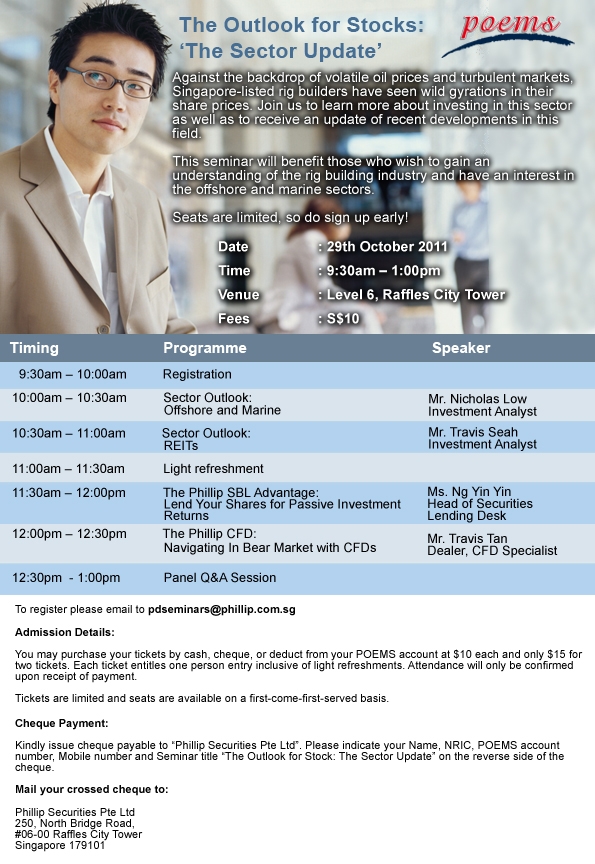 The Outlook for Stocks:
‘The Sector Update’
poems
Against the backdrop of volatile oil prices and turbulent markets,
Singapore-listed rig builders have seen wild gyrations in their
share prices. Join us to learn more about investing in this sector
as well as to receive an update of recent developments in this
field.
This seminar will benefit those who wish to gain an
understanding of the rig building industry and have an interest in
the offshore and marine sectors.
Seats are limited, so do sign up early!
Date : 29th October 2011
Time : 9:30am – 1:00pm
Venue : Level 6, Raffles City Tower
Fees : S$10
Timing Programme Speaker
9:30am – 10:00am Registration
10:00am – 10:30am Sector Outlook: Mr. Nicholas Low
Offshore and Marine Investment Analyst
10:30am – 11:00am Sector Outlook: Mr. Travis Seah
REITs Investment Analyst
11:00am – 11:30am Light refreshment
11:30am – 12:00pm The Phillip SBL Advantage: Ms. Ng Yin Yin
Lend Your Shares for Passive Investment Head of Securities
Returns Lending Desk
12:00pm – 12:30pm The Phillip CFD: Mr. Travis Tan
Navigating In Bear Market with CFDs Dealer, CFD Specialist
12:30pm - 1:00pm Panel Q&A Session
To register please email to pdseminars@phillip.com.sg
Admission Details:
You may purchase your tickets by cash, cheque, or deduct from your POEMS account at $10 each and only $15 for
two tickets. Each ticket entitles one person entry inclusive of light refreshments. Attendance will only be confirmed
upon receipt of payment.
Tickets are limited and seats are available on a first-come-first-served basis.
Cheque Payment:
Kindly issue cheque payable to “Phillip Securities Pte Ltd”. Please indicate your Name, NRIC, POEMS account
number, Mobile number and Seminar title “The Outlook for Stock: The Sector Update” on the reverse side of the
cheque.
Mail your crossed cheque to:
Phillip Securities Pte Ltd
250, North Bridge Road,
#06-00 Raffles City Tower
Singapore 179101